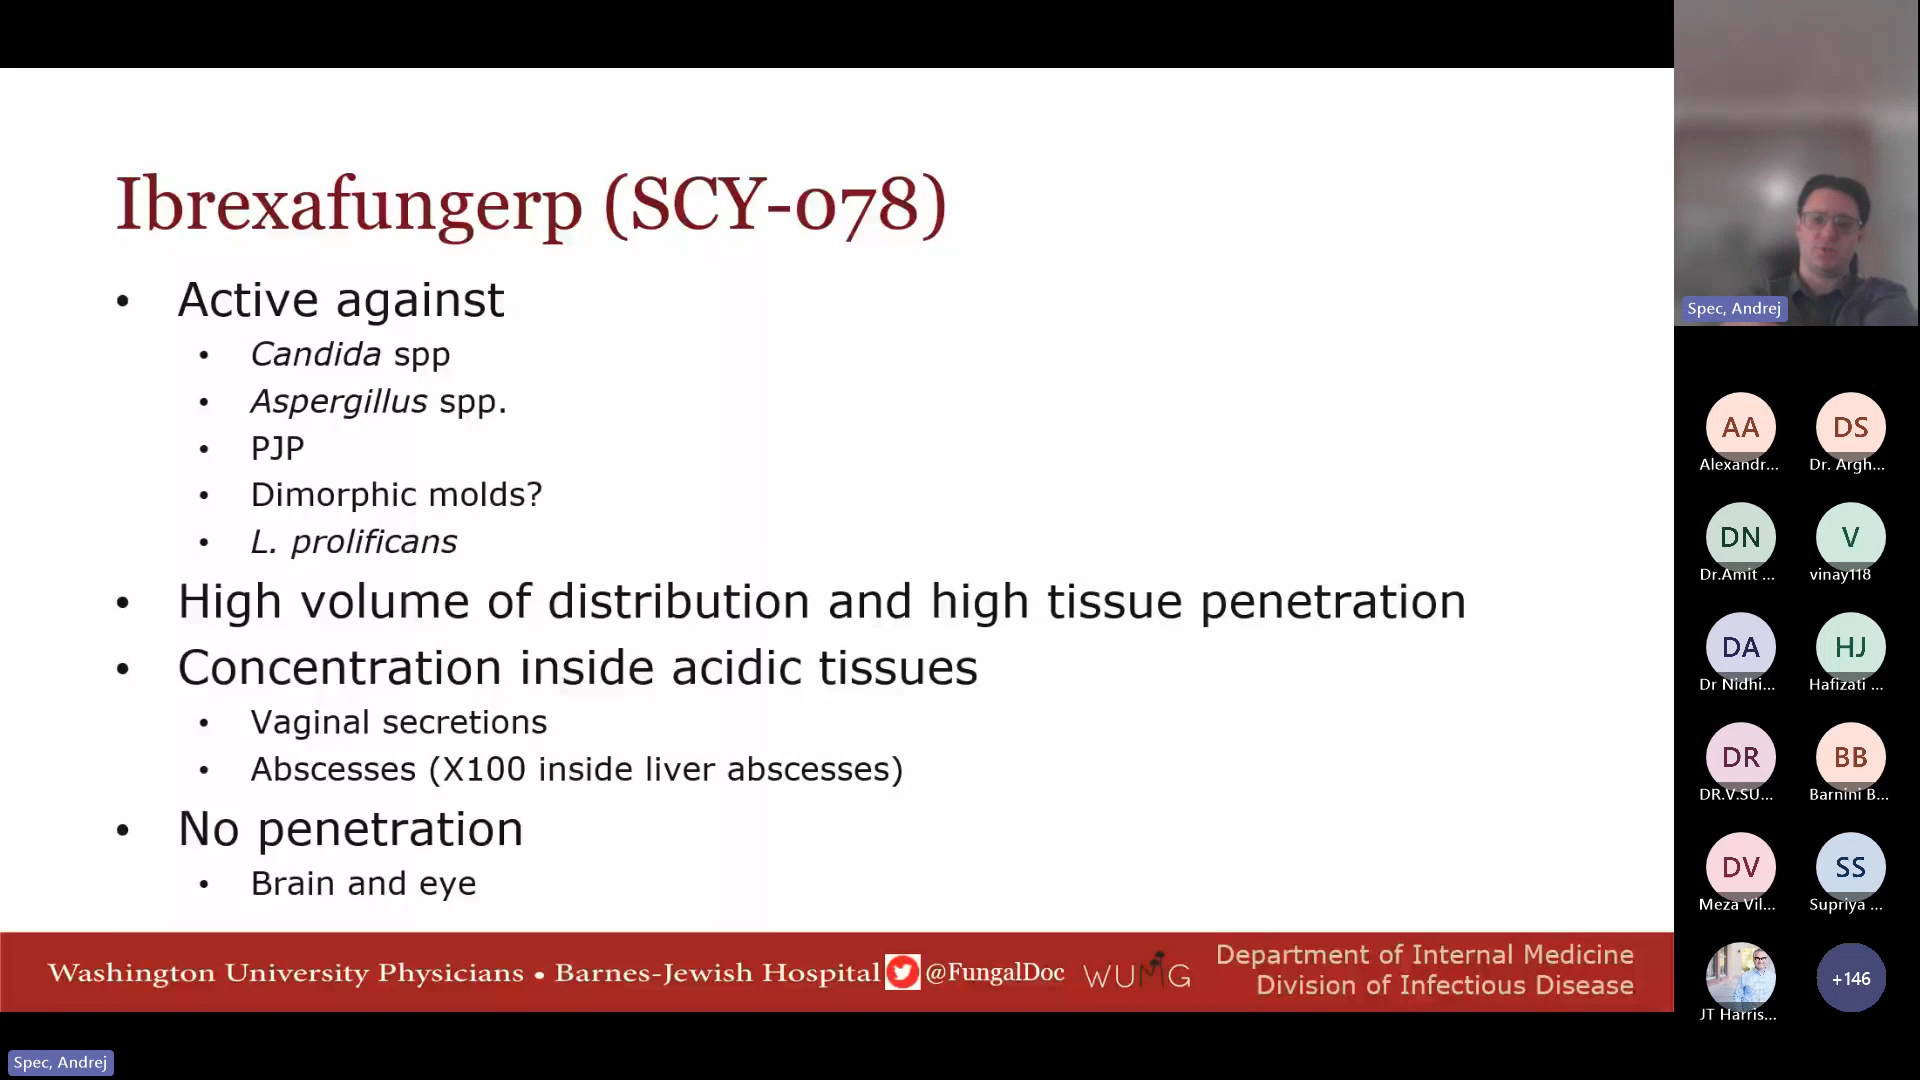 Ibrexafungerp (SCY-078)
• Active against
• Candida spp
• Aspergillus spp.
• PJP
• Dimorphic molds?
• L. prolificans
• High volume of distribution and high tissue penetration
• Concentration inside acidic tissues
• Vaginal secretions
• Abscesses (X100 inside liver abscesses)
• No penetration
• Brain and eye
Washington University Physicians • Barnes-Jewish Hospital @FungalDoc WUMG
Department of Internal Medicine
Division of Infectious Disease
Spec, Andrej
Spec, Andrej
AA DS
Alexandr... Dr. Argh...
DN V
Dr.Amit ... vinay118
DA HJ
Dr Nidhi... Hafizati ...
DR BB
DR.V.SU... Barnini B...
DV SS
Meza Vil... Supriya ...
+146
JT Harris...